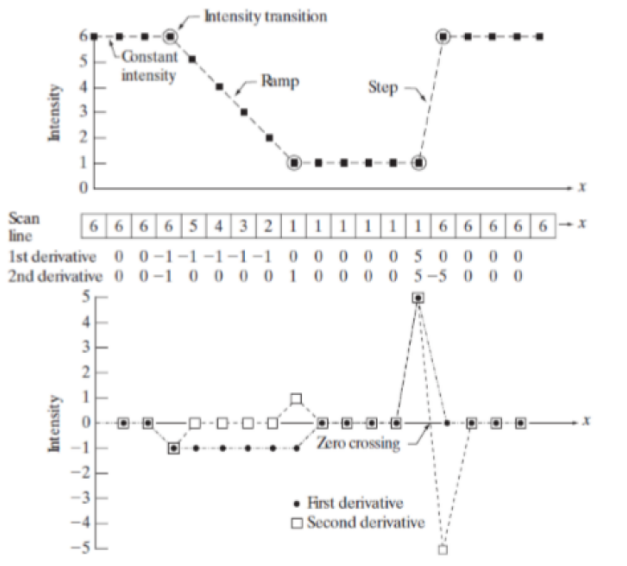 Intensity transition
6
Constant
intensity
5
Ramp
Step
4
3
2
1
0
Intensity
x
Scan
line
6 6 6 6 5 4 3 2 1 1 1 1 1 1 6 6 6 6 6
x
1st derivative 0 0 -1 -1 -1 -1 -1 0 0 0 0 0 5 0 0 0 0
2nd derivative 0 0 -1 0 0 0 0 1 0 0 0 0 5 -5 0 0 0
5
4
3
2
1
0
-1
-2
-3
-4
-5
Intensity
x
Zero crossing
First derivative
Second derivative